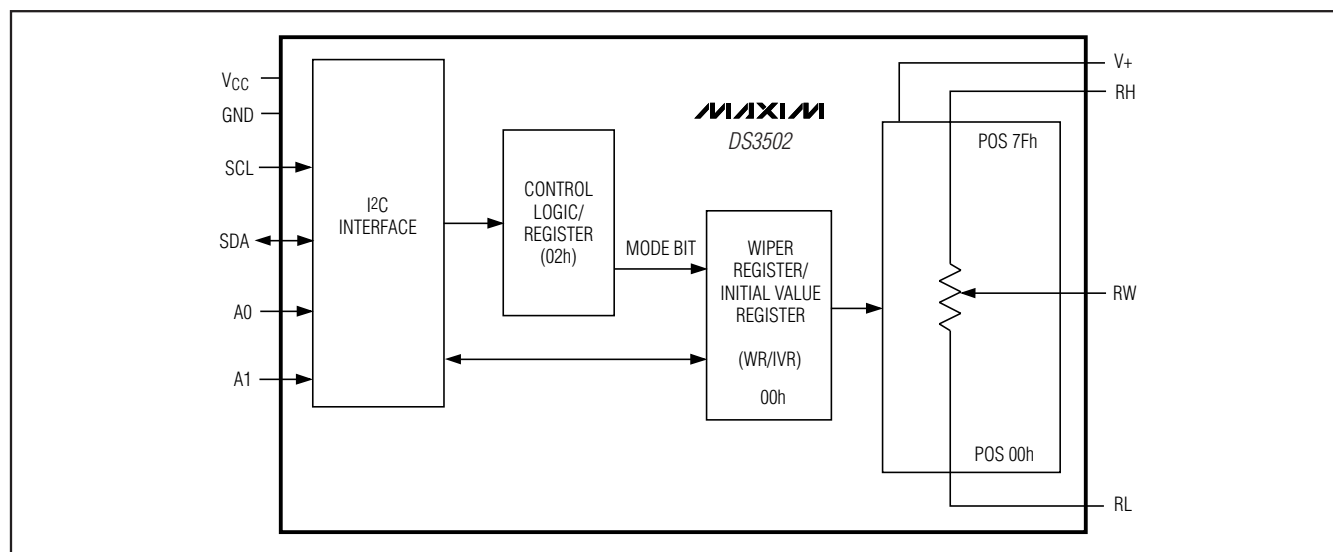 VCC
GND
SCL
SDA
A0
A1
I2C
INTERFACE
CONTROL
LOGIC/
REGISTER
(02h)
MODE BIT
MAXIM
DS3502
WIPER
REGISTER/
INITIAL VALUE
REGISTER
(WR/IVR)
00h
POS 7Fh
POS 00h
V+
RH
RW
RL